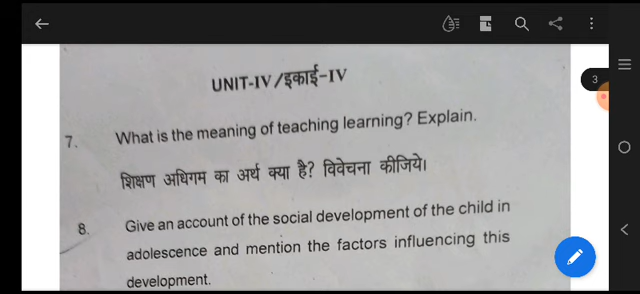 3
UNIT-IV/इकाई-IV
7. What is the meaning of teaching learning? Explain.
शिक्षण अधिगम का अर्थ क्या है? विवेचना कीजिये।
8. Give an account of the social development of the child in
adolescence and mention the factors influencing this
development.